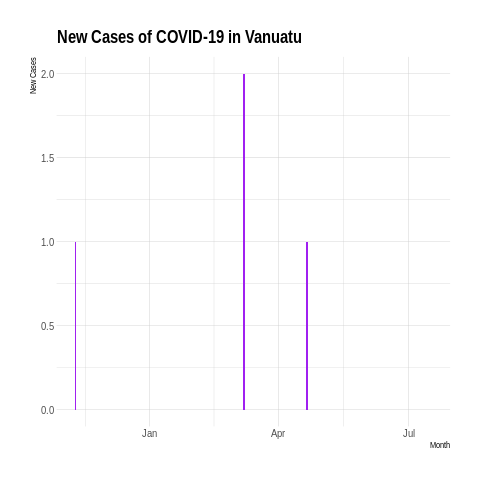 New Cases of COVID-19 in Vanuatu
New Cases
2.0
1.5
1.0
0.5
0.0
Jan
Apr
Jul
Month